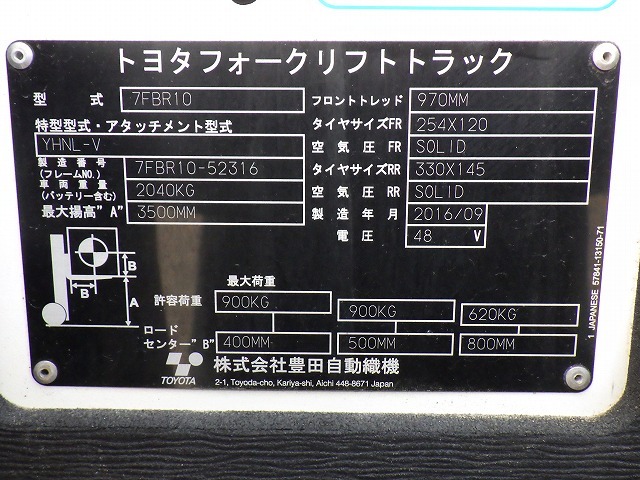 トヨタフォークリフトトラック
型 式 7FBR10 フロントトレッド 970MM
特型型式・アタッチメント型式 タイヤサイズFR 254X120
YHNL-V 空気圧FR SOLID
製造番号 (フレームNO.) 7FBR10-52316 タイヤサイズRR 330X145
車両重量 (バッテリー含む) 2040KG 空気圧RR SOLID
最大揚高"A" 3500MM 製造年月 2016/09
電圧 48 V
B
B
A
最大荷重
許容荷重 900KG 900KG 620KG
ロード
センター"B" 400MM 500MM 800MM
TOYOTA 株式会社豊田自動織機
2-1, Toyoda-cho, Kariya-shi, Aichi 448-8671 Japan
1 JAPANESE 57841-13150-71